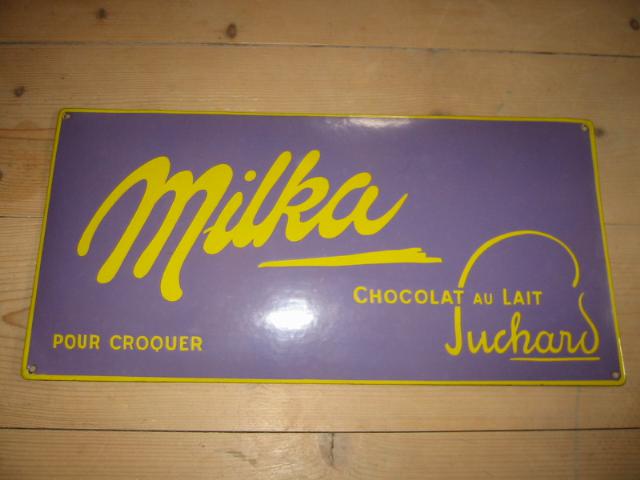 Milka
CHOCOLAT AU LAIT
Suchard
POUR CROQUER